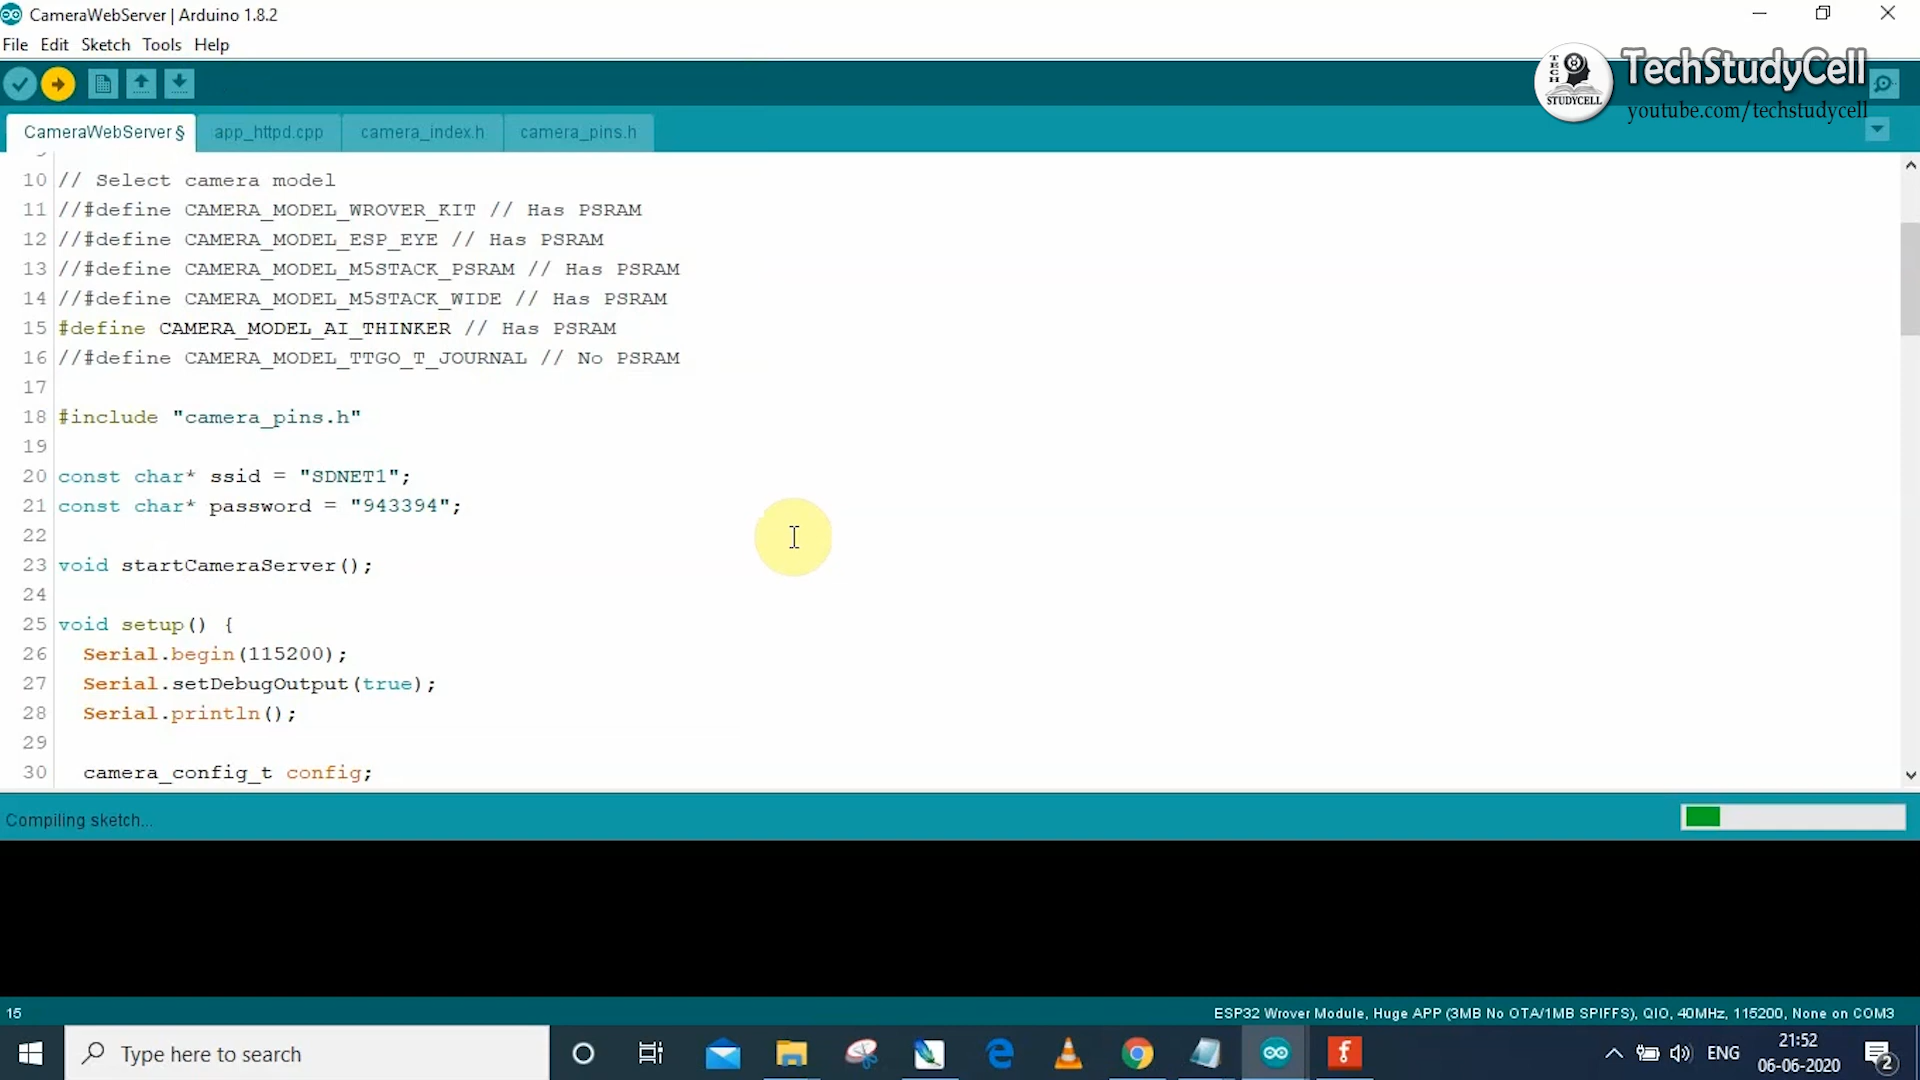 CameraWebServer | Arduino 1.8.2
File Edit Sketch Tools Help
TECH
STUDYCELL
TechStudyCell
youtube.com/techstudycell
CameraWebServer § app_httpd.cpp camera_index.h camera_pins.h
10 // Select camera model
11 //#define CAMERA_MODEL_WROVER_KIT // Has PSRAM
12 //#define CAMERA_MODEL_ESP_EYE // Has PSRAM
13 //#define CAMERA_MODEL_M5STACK_PSRAM // Has PSRAM
14 //#define CAMERA_MODEL_M5STACK_WIDE // Has PSRAM
15 #define CAMERA_MODEL_AI_THINKER // Has PSRAM
16 //#define CAMERA_MODEL_TTGO_T_JOURNAL // No PSRAM
17
18 #include "camera_pins.h"
19
20 const char* ssid = "SDNET1";
21 const char* password = "943394";
22
23 void startCameraServer();
24
25 void setup() {
26 Serial.begin(115200);
27 Serial.setDebugOutput(true);
28 Serial.println();
29
30 camera_config_t config;
Compiling sketch...
15 ESP32 Wrover Module, Huge APP (3MB No OTA/1MB SPIFFS), QIO, 40MHz, 115200, None on COM3
Type here to search
ENG
21:52
06-06-2020
2